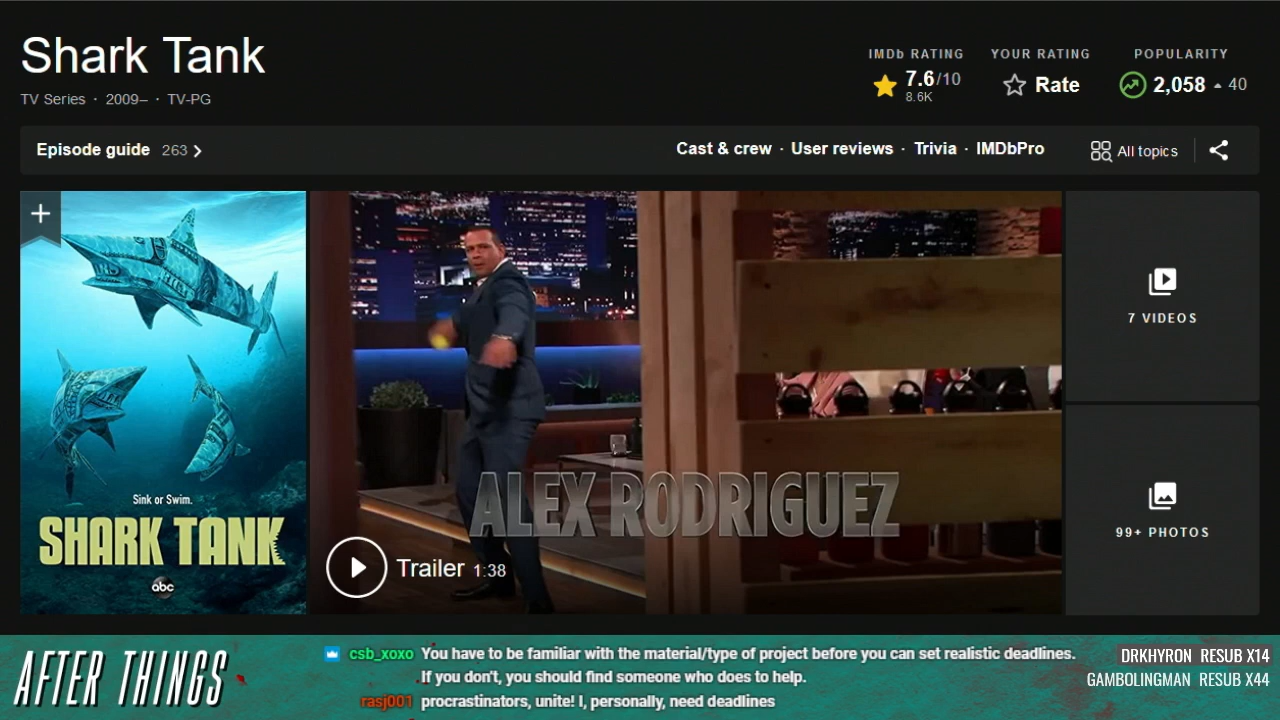 Shark Tank
TV Series · 2009– · TV-PG
IMDb RATING
7.6/10
8.6K
YOUR RATING
Rate
POPULARITY
2,058 40
Episode guide 263
Cast & crew · User reviews · Trivia · IMDbPro
All topics
Sink or Swim.
SHARK TANK
abc
ALEX RODRIGUEZ
Trailer 1:38
7 VIDEOS
99+ PHOTOS
AFTER THINGS
csb_xoxo You have to be familiar with the material/type of project before you can set realistic deadlines.
If you don't, you should find someone who does to help.
rasj001 procrastinators, unite! I, personally, need deadlines
DRKHYRON RESUB X14
GAMBOLINGMAN RESUB X44